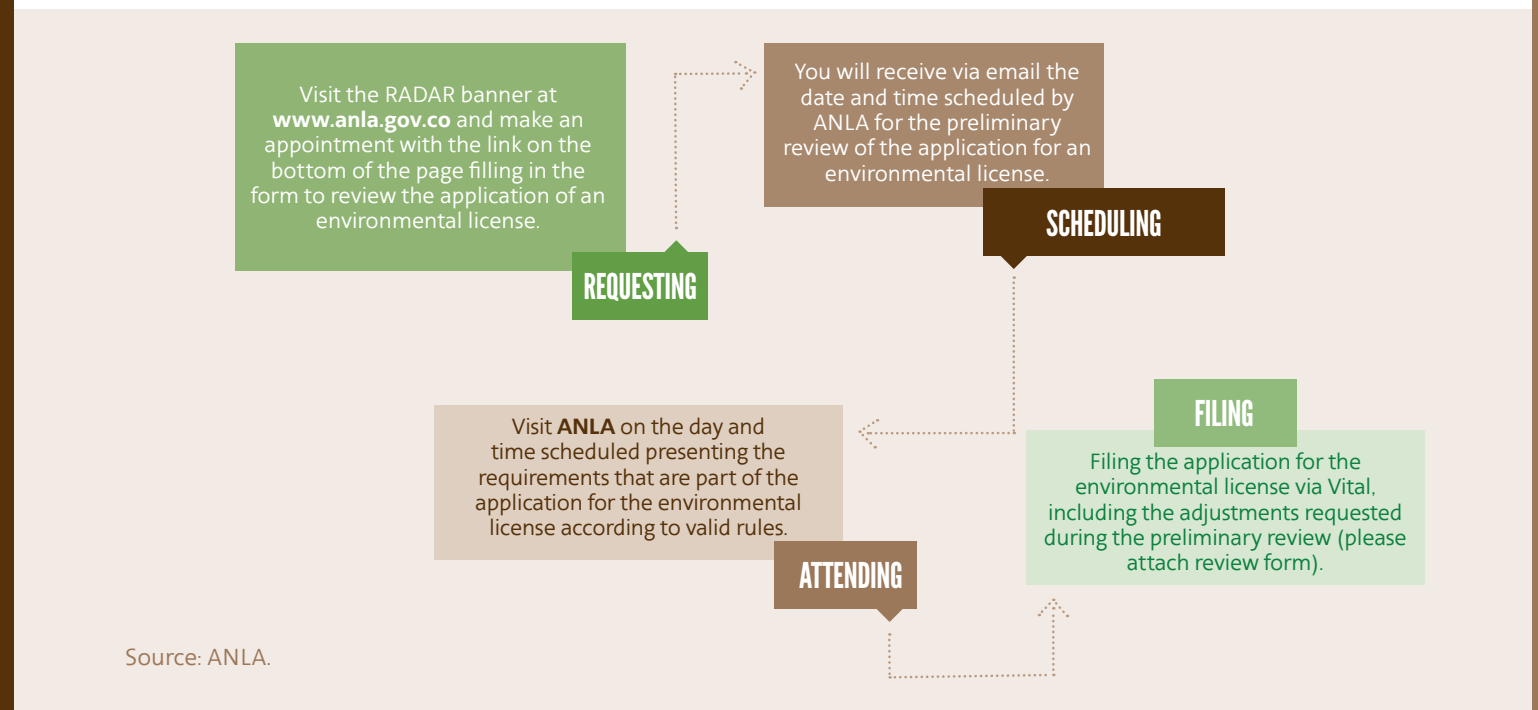 Visit the RADAR banner at
www.anla.gov.co and make an
appointment with the link on the
bottom of the page filling in the
form to review the application of an
environmental license.
REQUESTING
You will receive via email the
date and time scheduled by
ANLA for the preliminary
review of the application for an
environmental license.
SCHEDULING
Visit ANLA on the day and
time scheduled presenting the
requirements that are part of the
application for the environmental
license according to valid rules.
ATTENDING
FILING
Filing the application for the
environmental license via Vital,
including the adjustments requested
during the preliminary review (please
attach review form).
Source: ANLA.